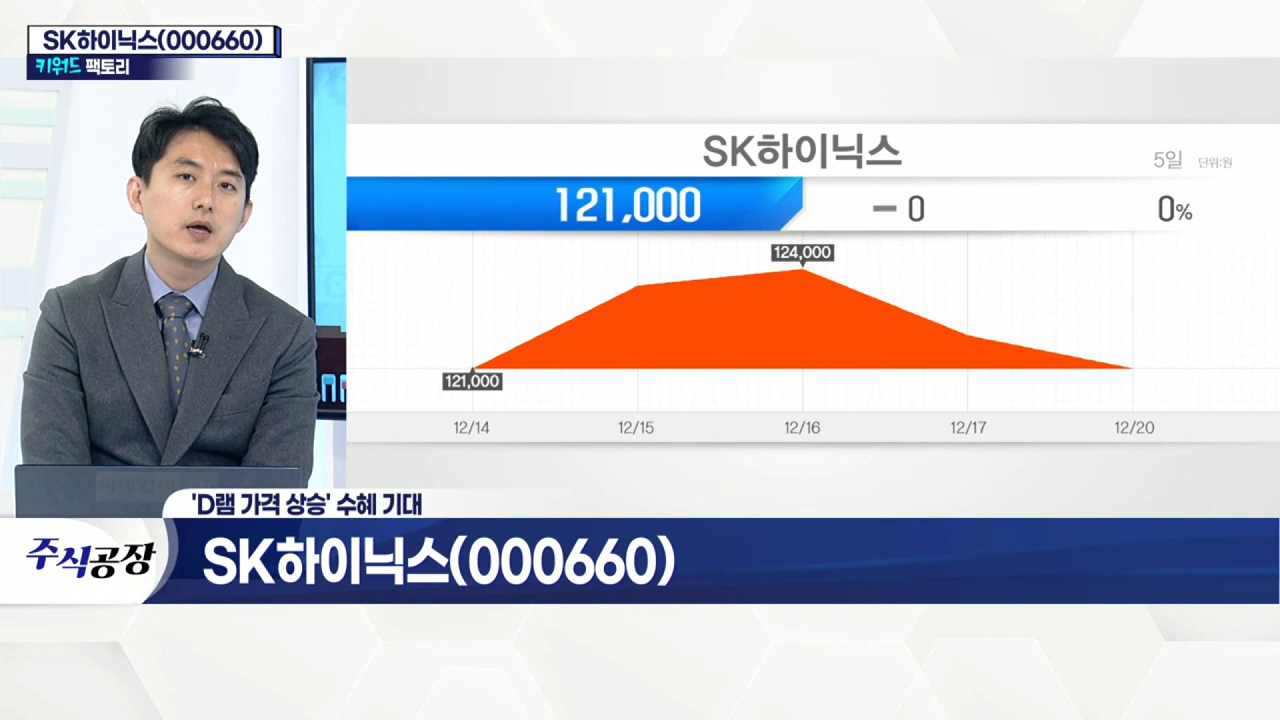 SK하이닉스(000660)
키워드 팩토리
SK하이닉스
5일 단위:원
121,000 0 0%
124,000
121,000
12/14 12/15 12/16 12/17 12/20
'D램 가격 상승' 수혜 기대
주식공장
SK하이닉스(000660)